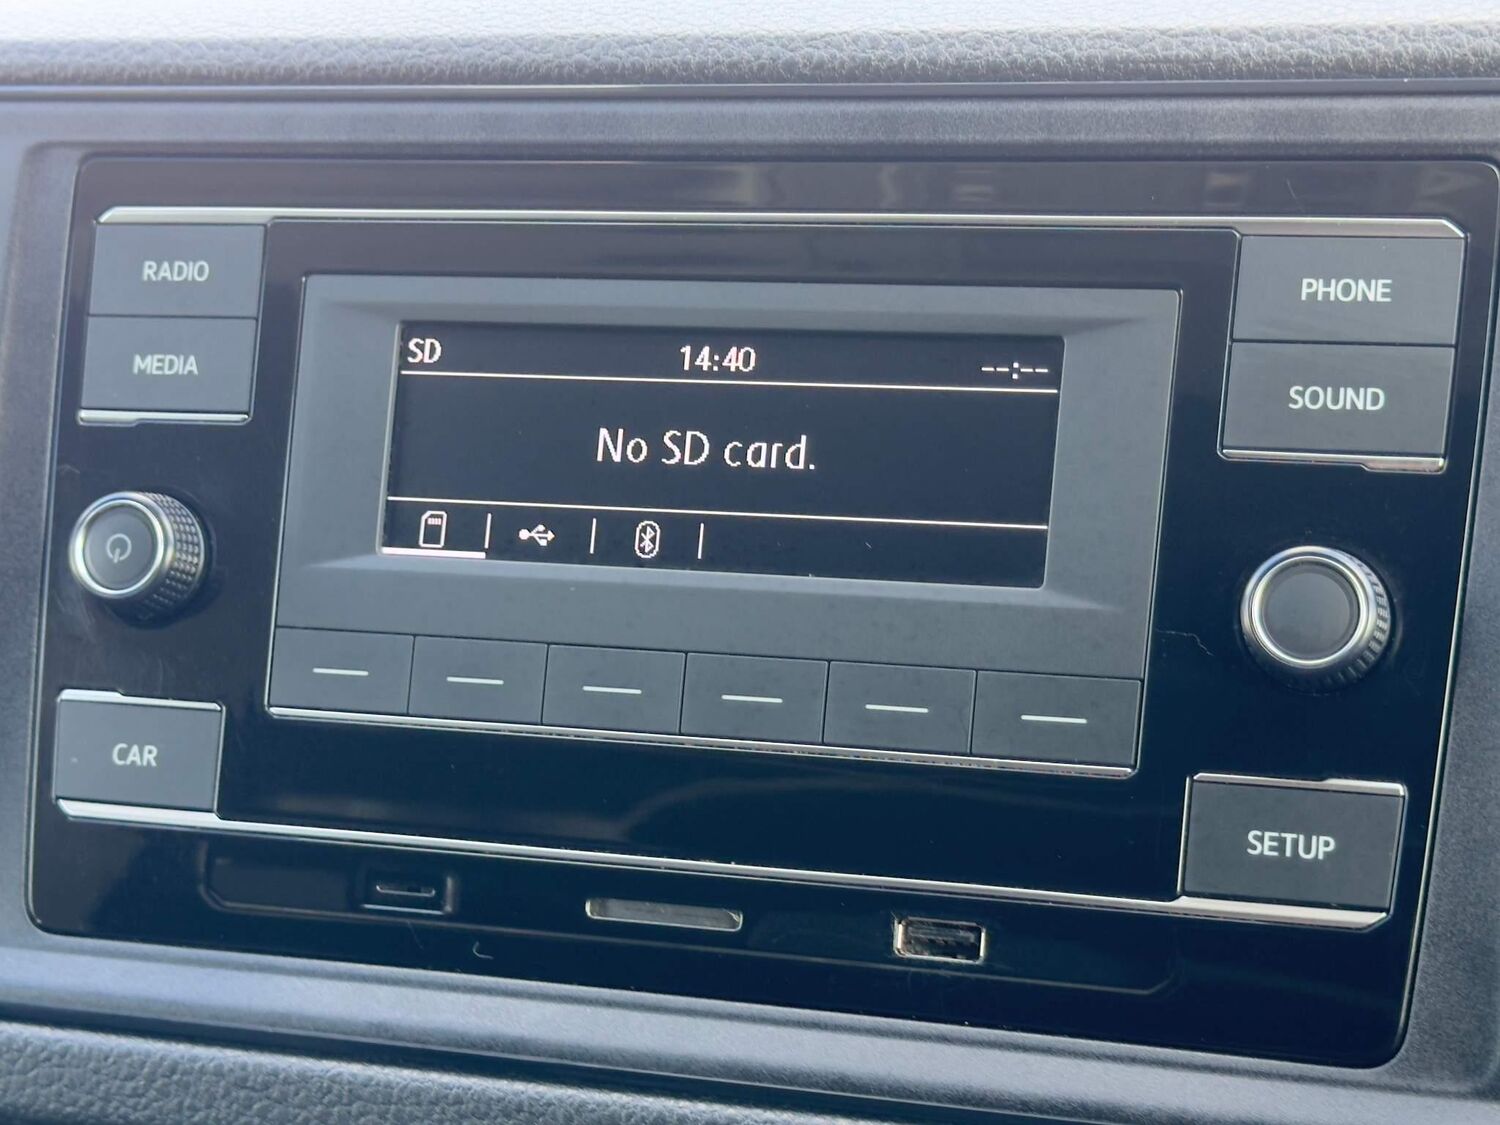 RADIO
MEDIA
PHONE
SOUND
SD 14:40 --:--
No SD card.
CAR
SETUP